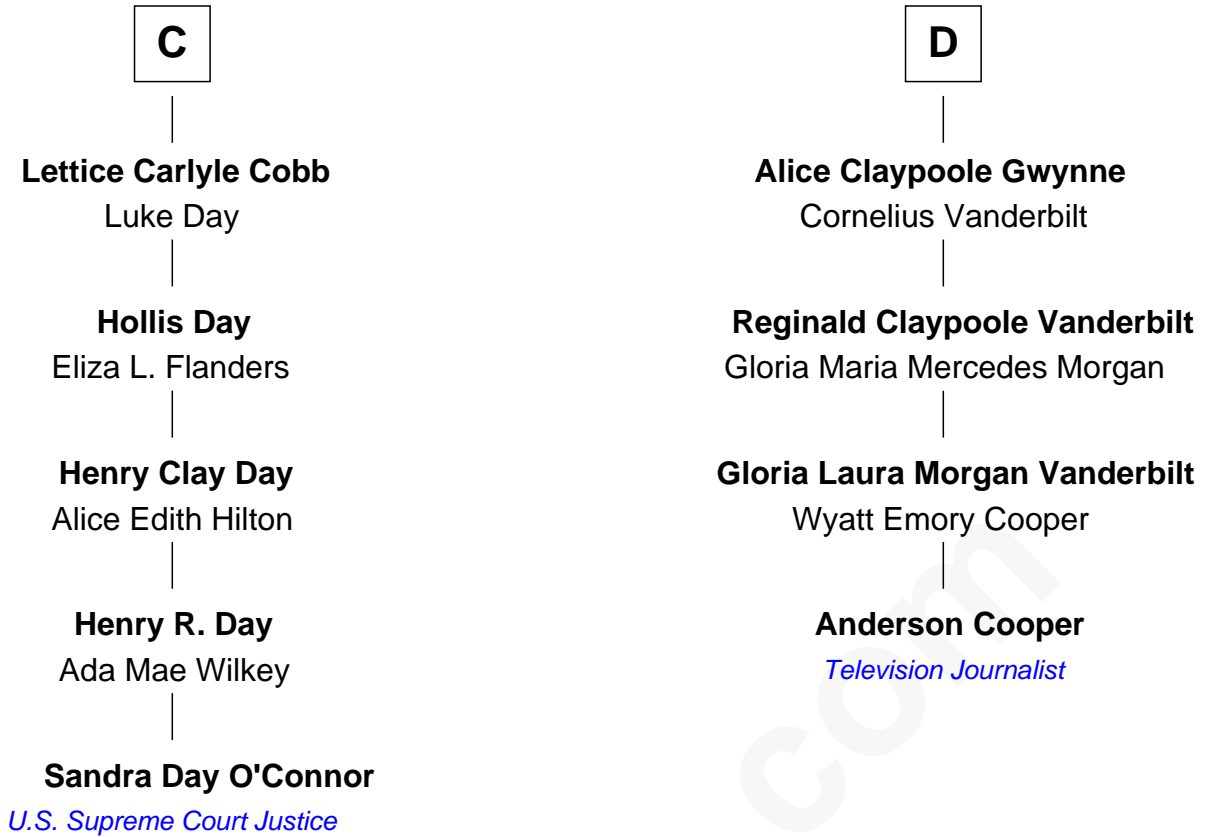 C
Lettice Carlyle Cobb
Luke Day
Hollis Day
Eliza L. Flanders
Henry Clay Day
Alice Edith Hilton
Henry R. Day
Ada Mae Wilkey
Sandra Day O'Connor
U.S. Supreme Court Justice
D
Alice Claypoole Gwynne
Cornelius Vanderbilt
Reginald Claypoole Vanderbilt
Gloria Maria Mercedes Morgan
Gloria Laura Morgan Vanderbilt
Wyatt Emory Cooper
Anderson Cooper
Television Journalist
com